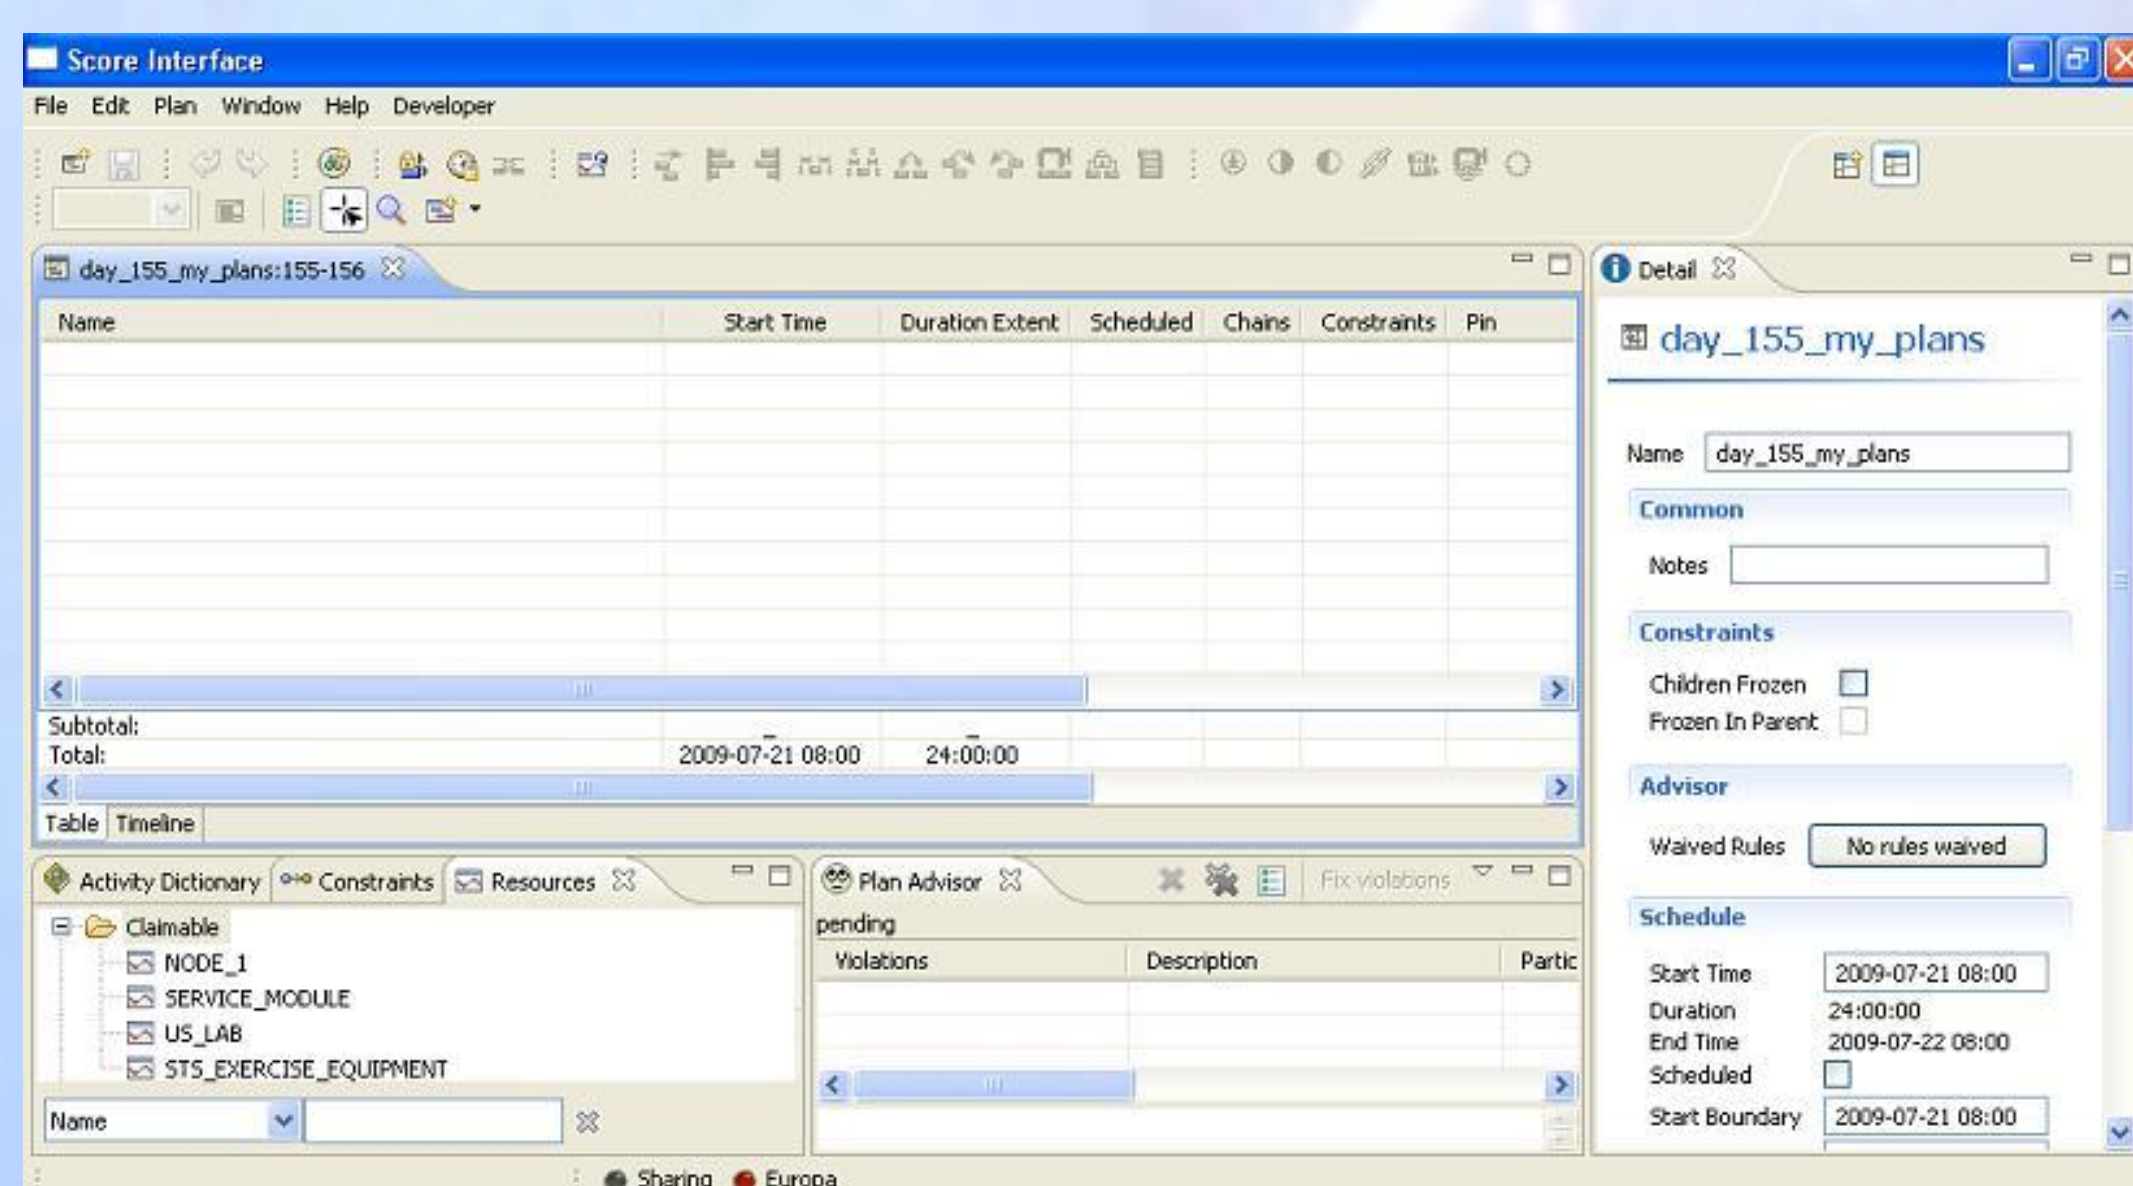 Score Interface
File Edit Plan Window Help Developer
day_155_my_plans:155-156
Name Start Time Duration Extent Scheduled Chains Constraints Pin
Subtotal: - -
Total: 2009-07-21 08:00 24:00:00
Table Timeline
Activity Dictionary Constraints Resources
Claimable
NODE_1
SERVICE_MODULE
US_LAB
STS_EXERCISE_EQUIPMENT
Name
Plan Advisor Fix violations
pending
Violations Description Partic
Detail
day_155_my_plans
Name day_155_my_plans
Common
Notes
Constraints
Children Frozen
Frozen In Parent
Advisor
Waived Rules No rules waived
Schedule
Start Time 2009-07-21 08:00
Duration 24:00:00
End Time 2009-07-22 08:00
Scheduled
Start Boundary 2009-07-21 08:00
Sharing Europa